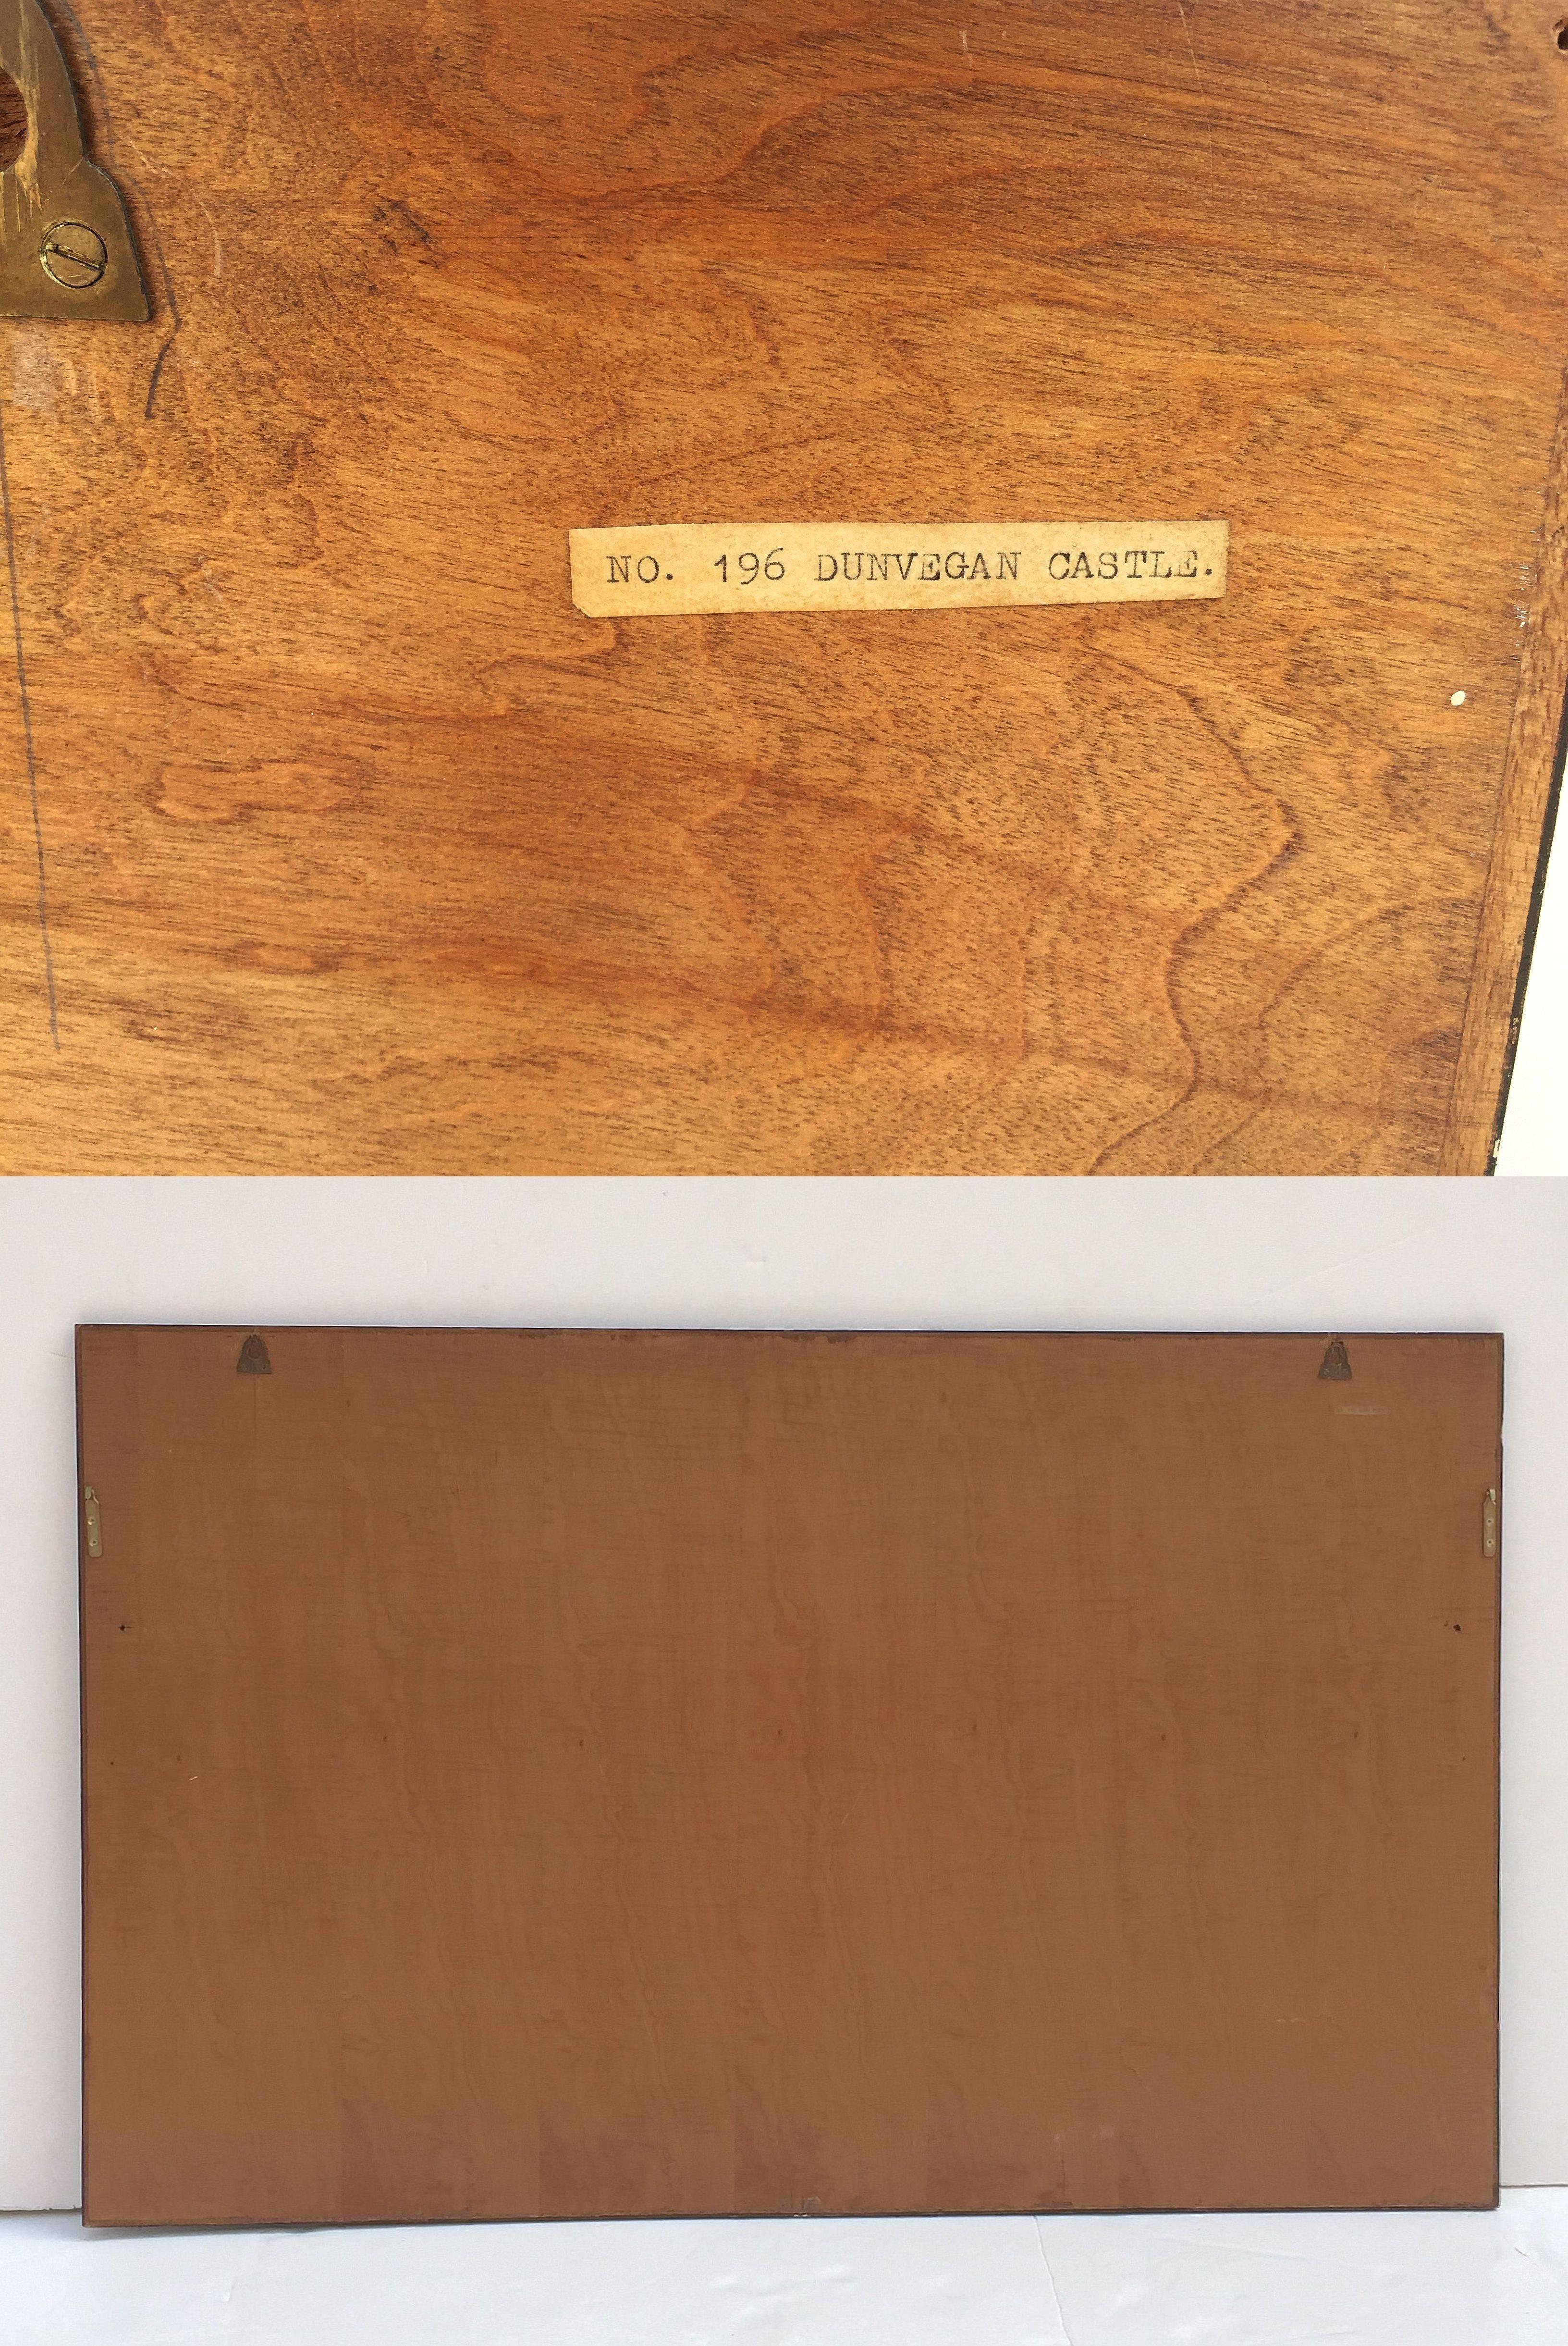 NO. 196 DUNVEGAN CASTLE.